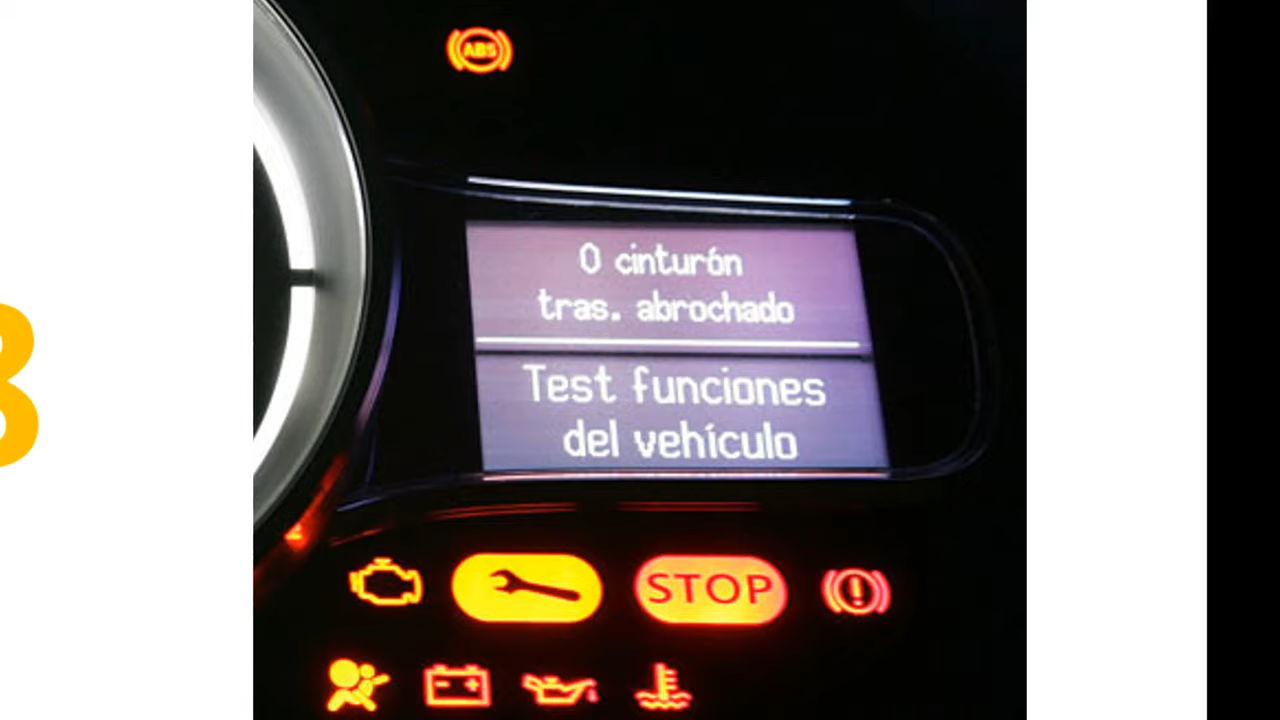 ABS
0 cinturón
tras. abrochado
Test funciones
del vehículo
STOP